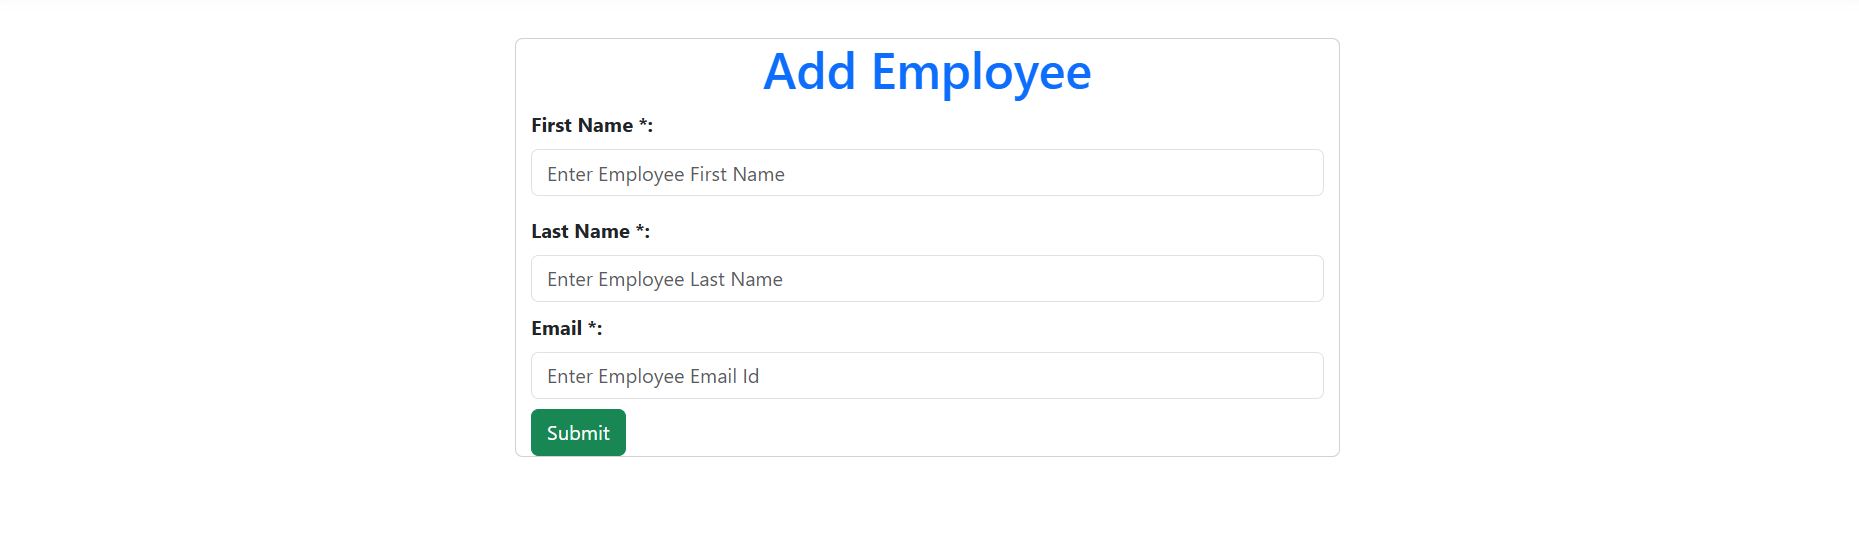 Add Employee
First Name *:
Enter Employee First Name
Last Name *:
Enter Employee Last Name
Email *:
Enter Employee Email Id
Submit